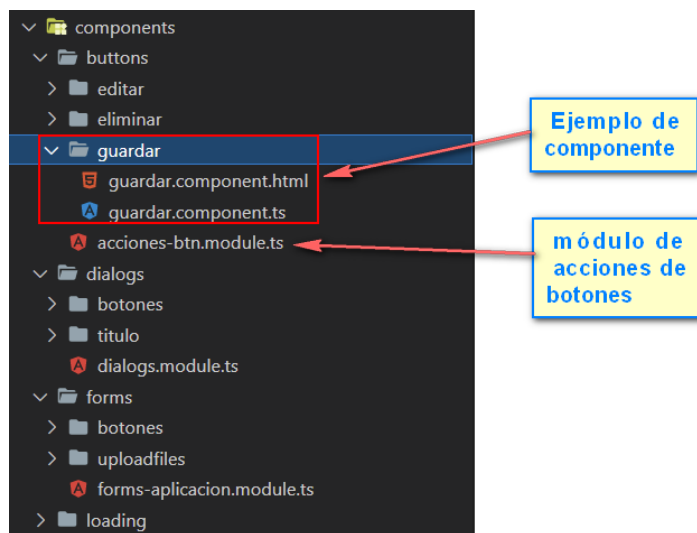 components
buttons
editar
eliminar
guardar
guardar.component.html
guardar.component.ts
acciones-btn.module.ts
dialogs
botones
titulo
dialogs.module.ts
forms
botones
uploadfiles
forms-aplicacion.module.ts
loading
Ejemplo de
componente
módulo de
acciones de
botones